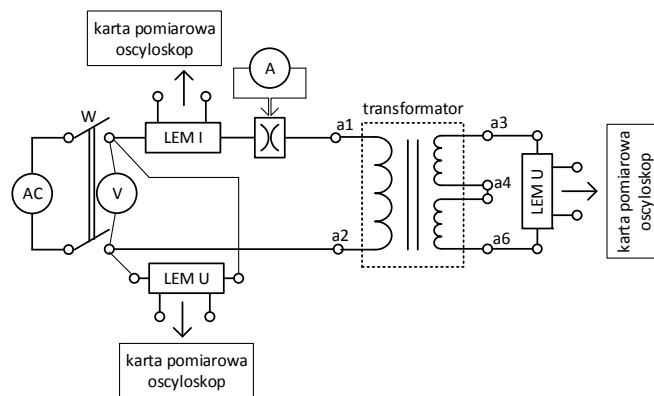 karta pomiarowa
oscyloskop
A
W
LEM I
a1
transformator
a3
AC
V
a4
LEM U
karta pomiarowa
oscyloskop
a2
a6
LEM U
karta pomiarowa
oscyloskop